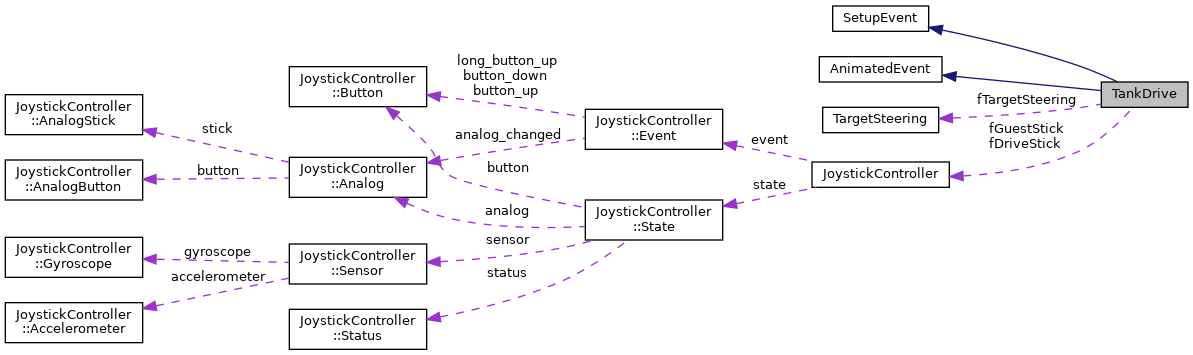 SetupEvent
AnimatedEvent
TankDrive
fTargetSteering
TargetSteering
fGuestStick
fDriveStick
long_button_up
button_down
button_up
JoystickController
::Button
JoystickController
::AnalogStick
stick
analog_changed
JoystickController
::Event
event
JoystickController
button
JoystickController
::AnalogButton
JoystickController
::Analog
button
state
analog
JoystickController
::State
gyroscope
JoystickController
::Gyroscope
sensor
JoystickController
::Sensor
accelerometer
status
JoystickController
::Accelerometer
JoystickController
::Status